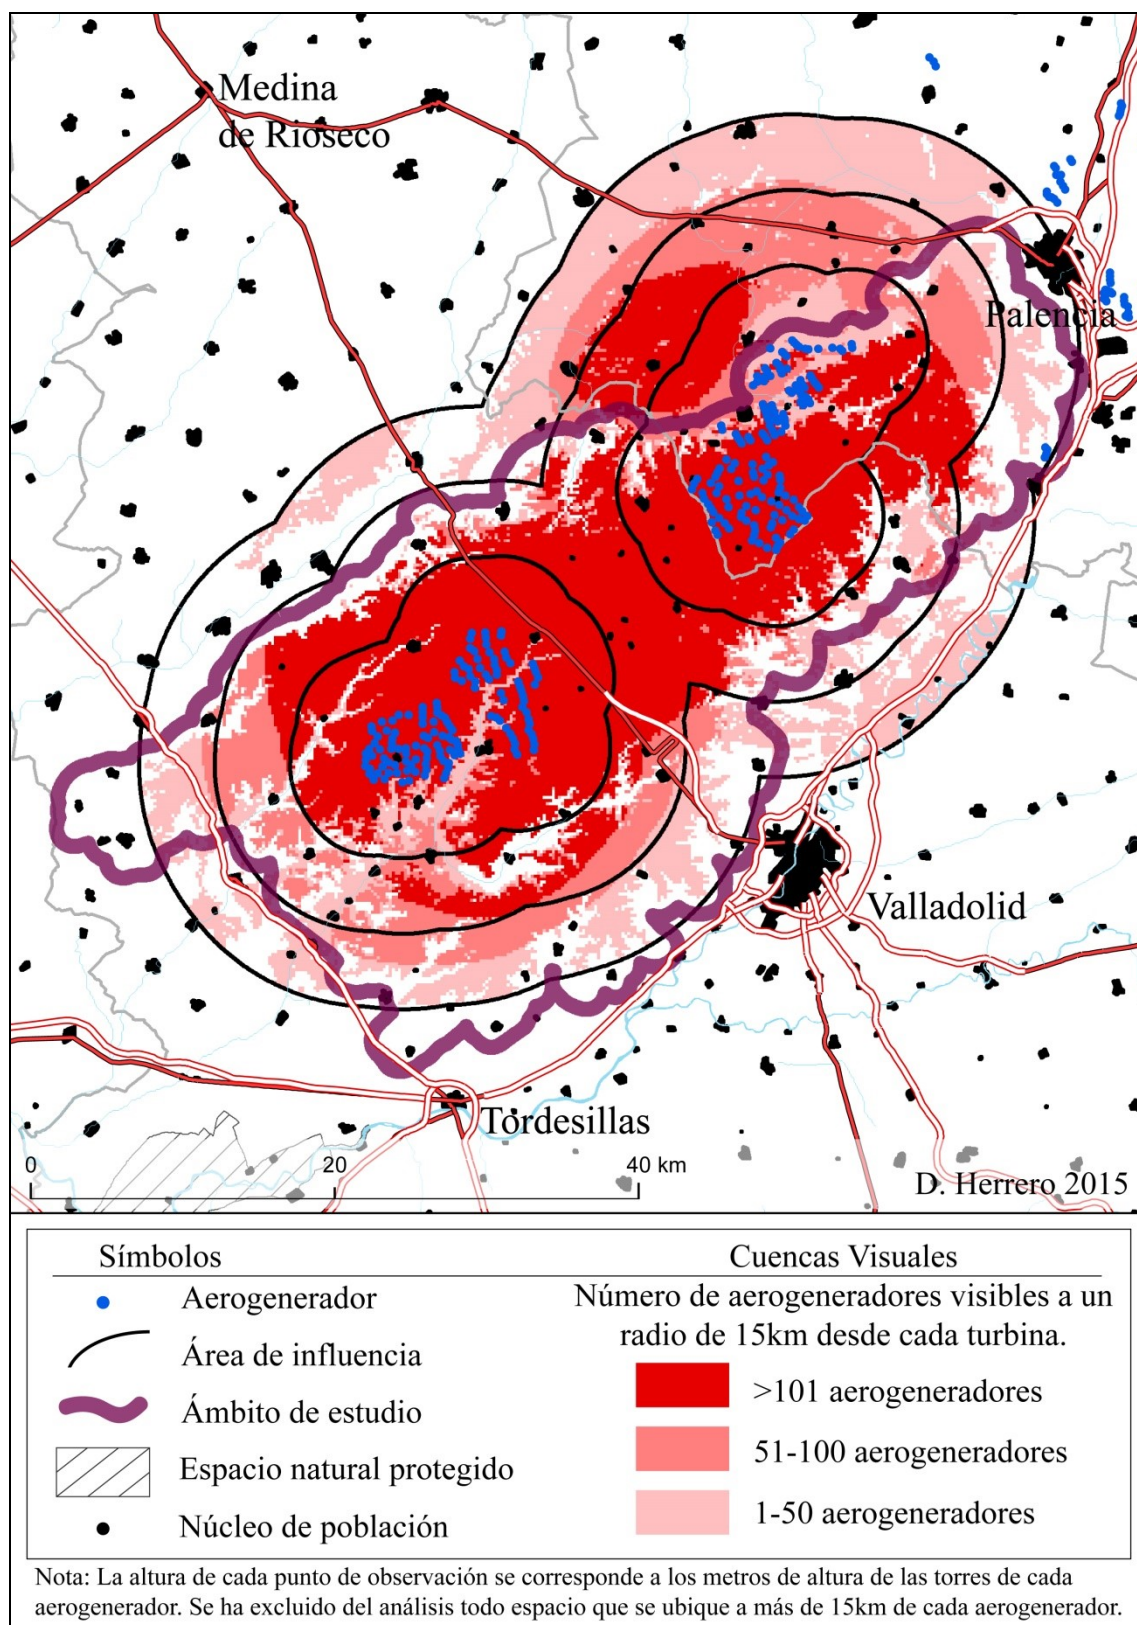 Medina
de Rioseco
Palencia
Valladolid
Tordesillas
0 20 40 km
D. Herrero 2015
Símbolos
Aerogenerador
Área de influencia
Ámbito de estudio
Espacio natural protegido
Núcleo de población
Cuencas Visuales
Número de aerogeneradores visibles a un
radio de 15km desde cada turbina.
>101 aerogeneradores
51-100 aerogeneradores
1-50 aerogeneradores
Nota: La altura de cada punto de observación se corresponde a los metros de altura de las torres de cada
aerogenerador. Se ha excluido del análisis todo espacio que se ubique a más de 15km de cada aerogenerador.